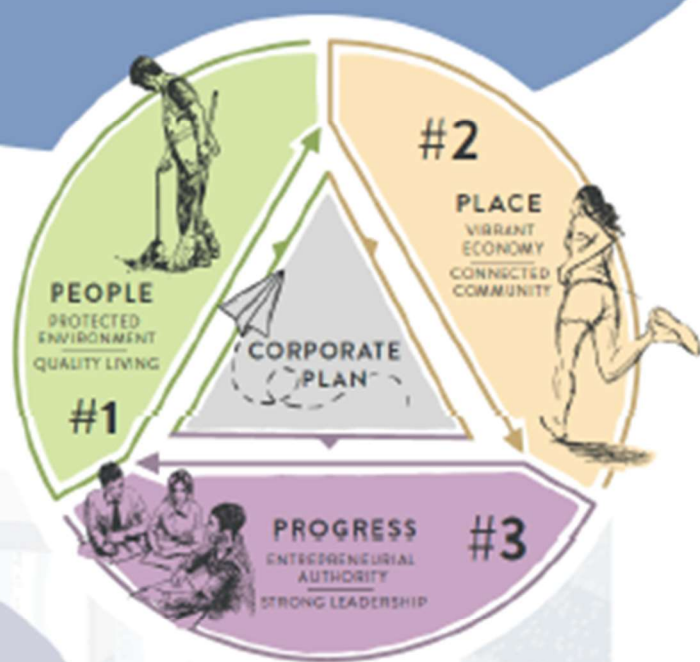 PEOPLE
PROTECTED
ENVIRONMENT
QUALITY LIVING
#1
#2
PLACE
VIBRANT
ECONOMY
CONNECTED
COMMUNITY
CORPORATE
PLAN
PROGRESS
ENTREPRENEURIAL
AUTHORITY
STRONG LEADERSHIP
#3